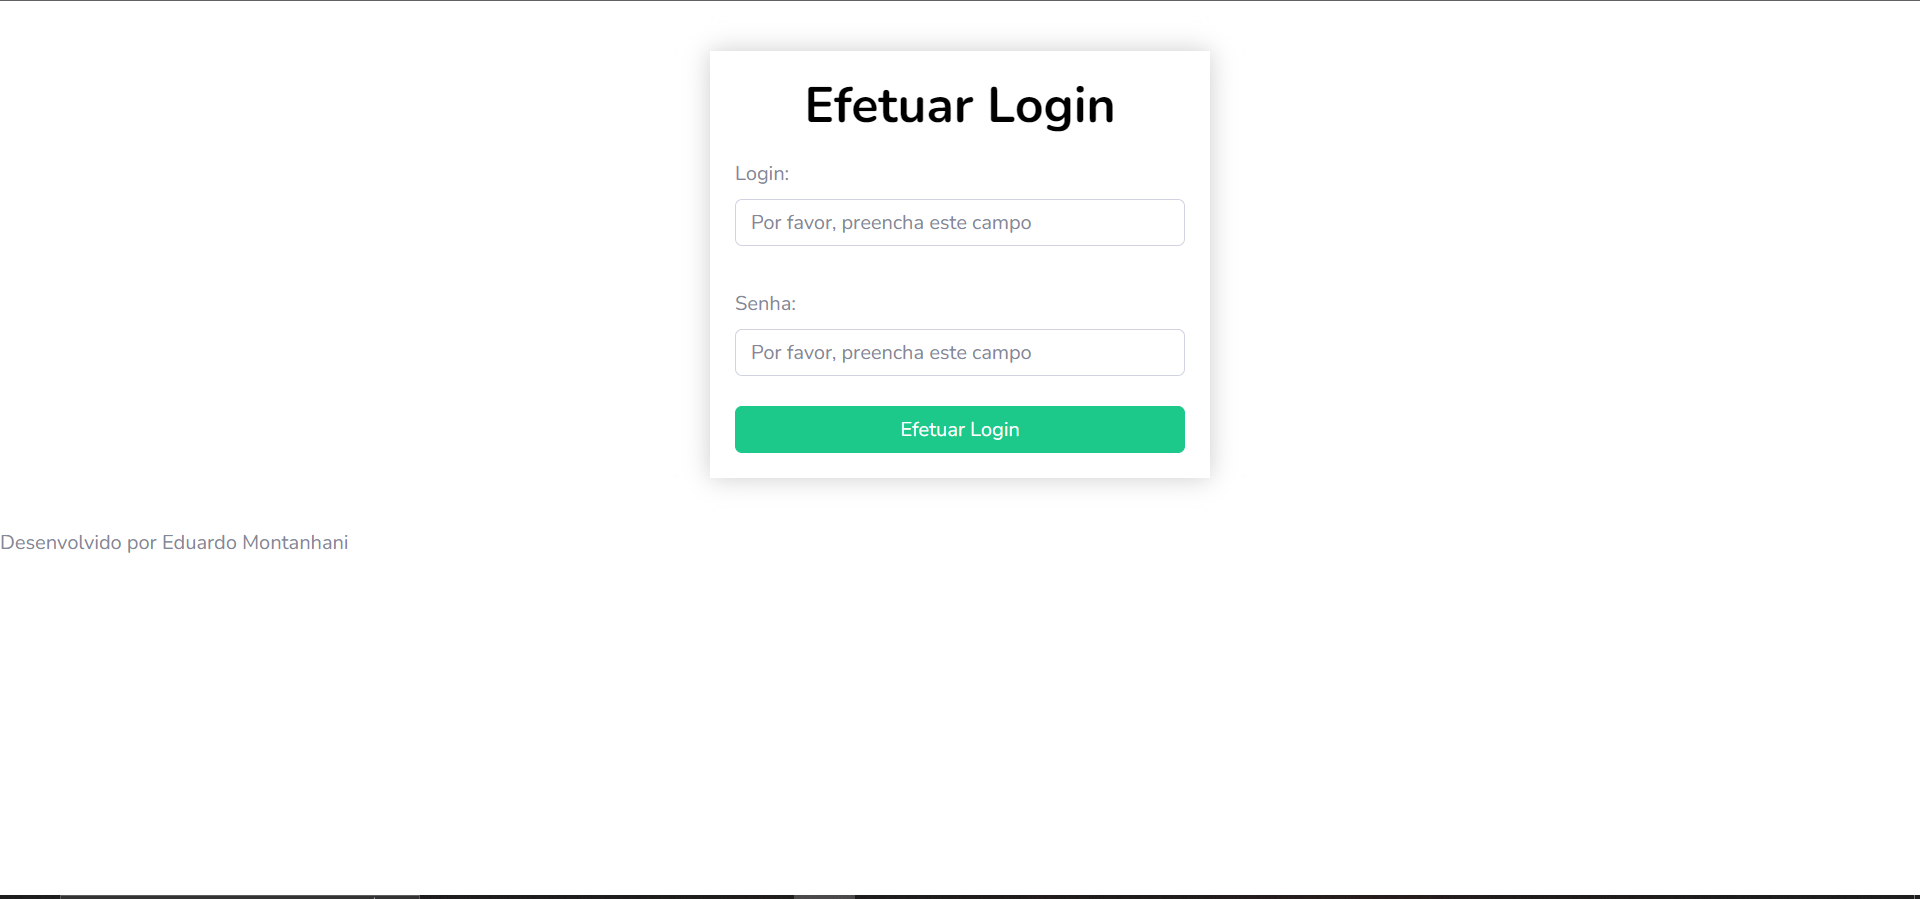 Efetuar Login
Login:
Por favor, preencha este campo
Senha:
Por favor, preencha este campo
Efetuar Login
Desenvolvido por Eduardo Montanhani